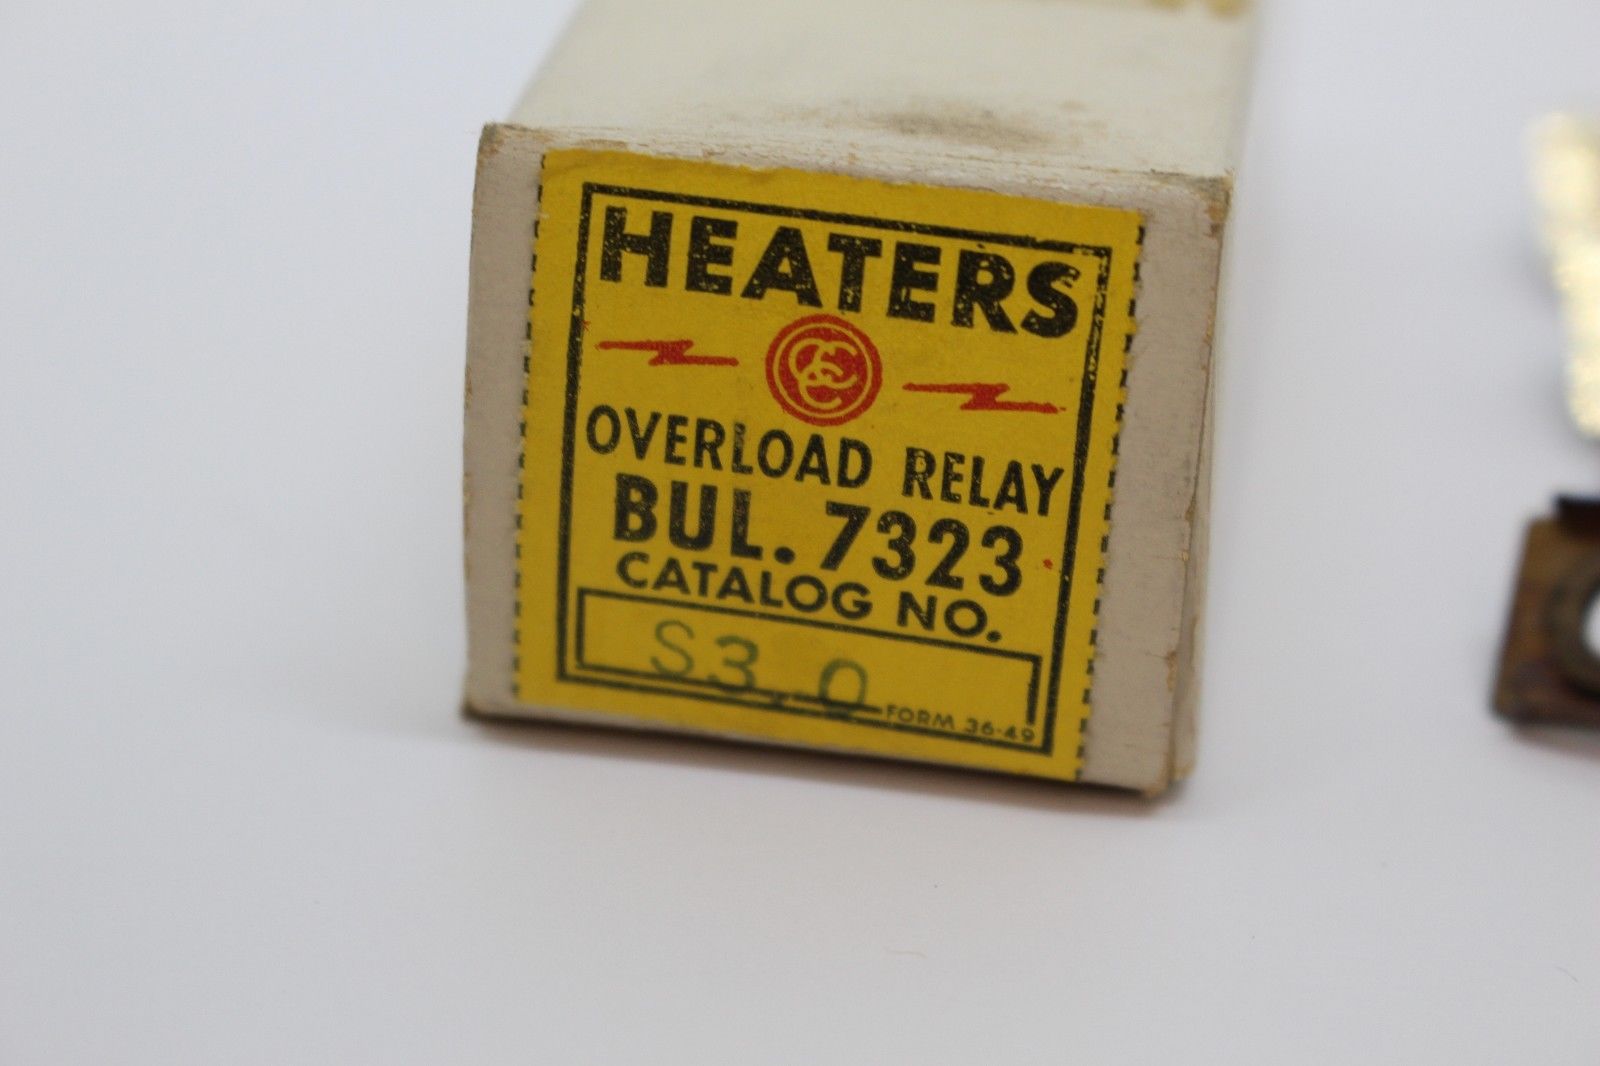 HEATERS
OVERLOAD RELAY
BUL. 7323
CATALOG NO.
S3.0
FORM 36-49